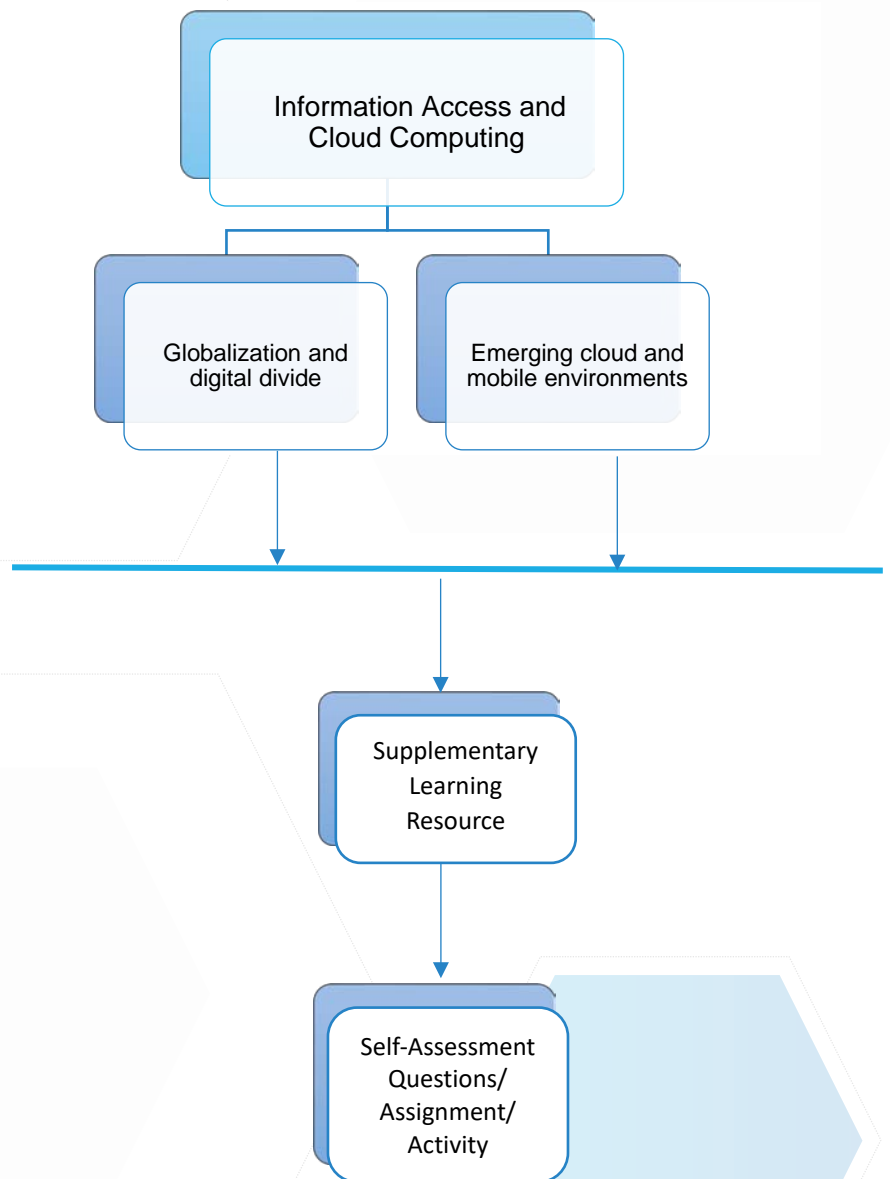 Information Access and
Cloud Computing
Globalization and
digital divide
Emerging cloud and
mobile environments
Supplementary
Learning
Resource
Self-Assessment
Questions/
Assignment/
Activity